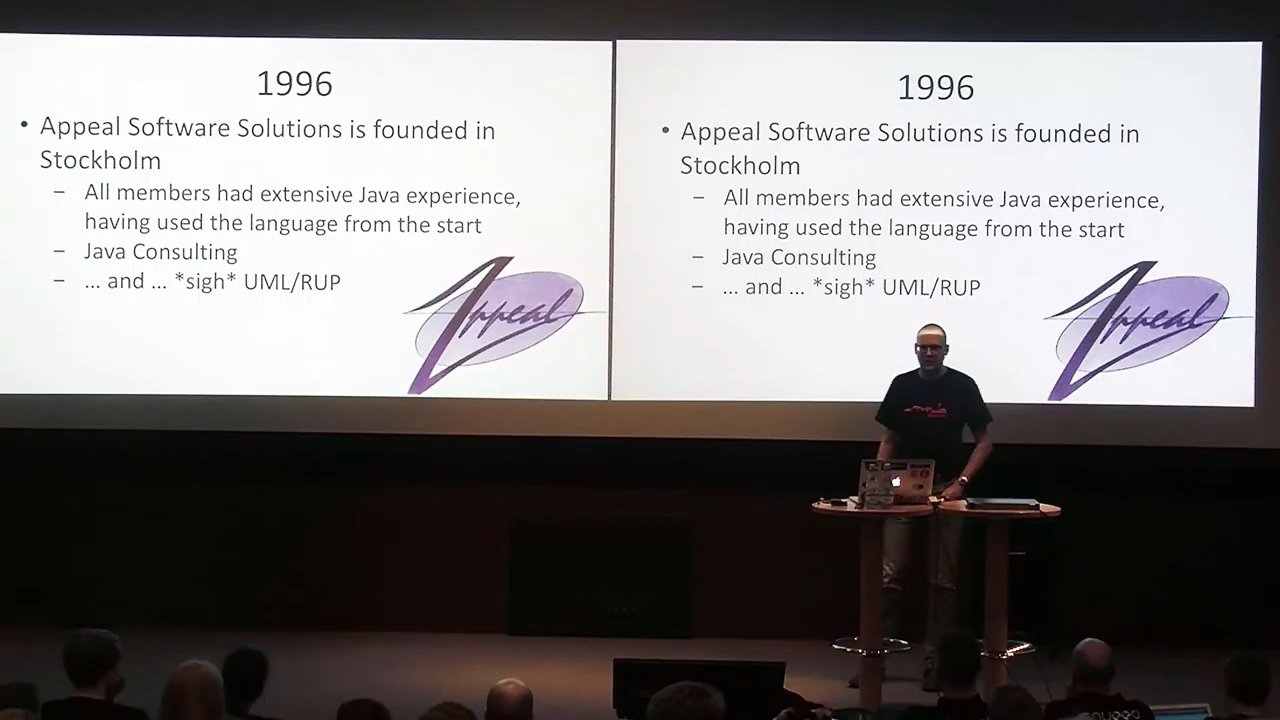 1996
• Appeal Software Solutions is founded in
Stockholm
– All members had extensive Java experience,
having used the language from the start
– Java Consulting
– ... and ... *sigh* UML/RUP
Appeal
1996
• Appeal Software Solutions is founded in
Stockholm
– All members had extensive Java experience,
having used the language from the start
– Java Consulting
– ... and ... *sigh* UML/RUP
Appeal